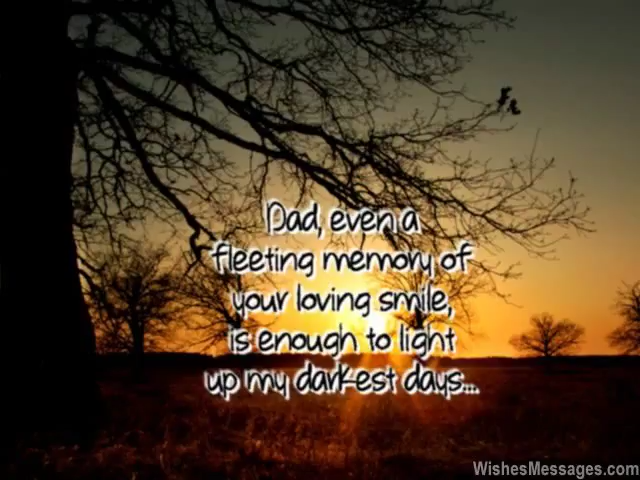 Dad, even a
fleeting memory of
your loving smile,
is enough to light
up my darkest days...
WishesMessages.com